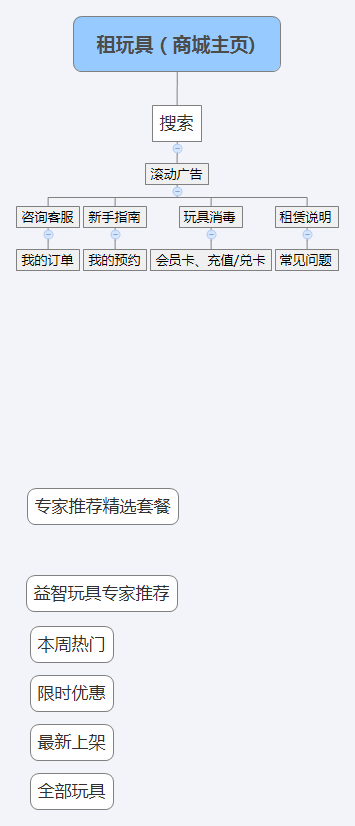 租玩具（商城主页)
搜索
滚动广告
咨询客服 新手指南 玩具消毒 租赁说明
我的订单 我的预约 会员卡、充值/兑卡 常见问题
专家推荐精选套餐
益智玩具专家推荐
本周热门
限时优惠
最新上架
全部玩具